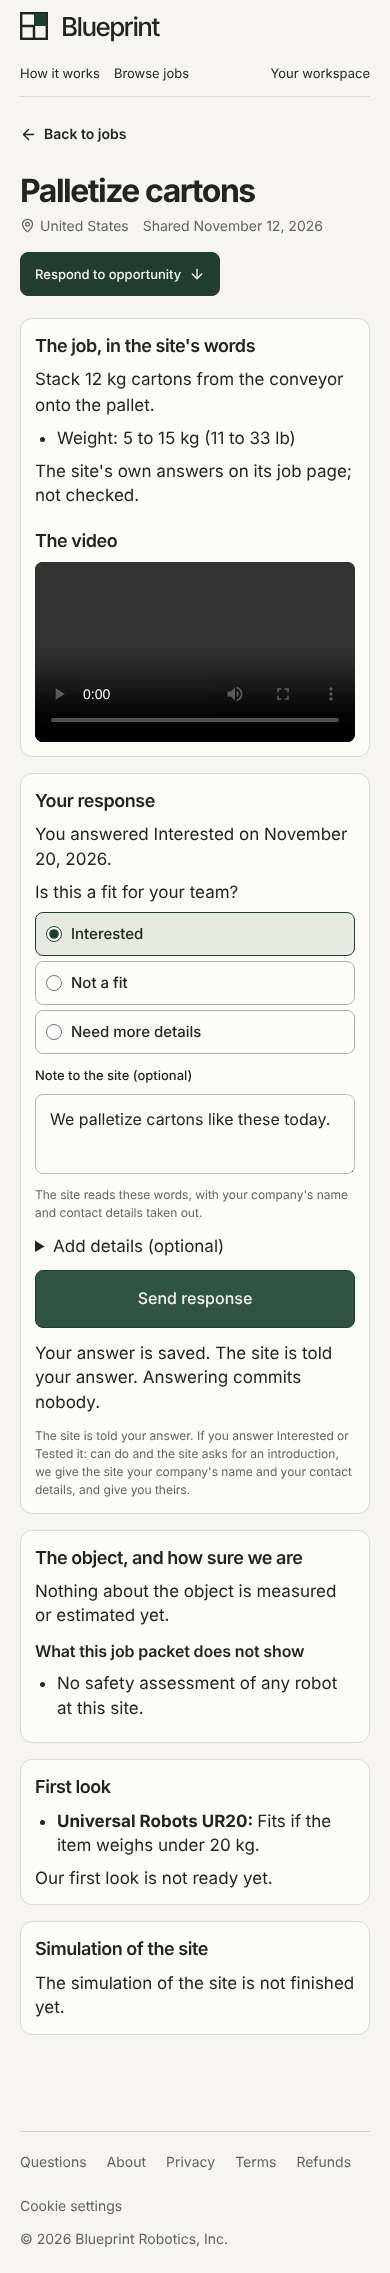 Blueprint
How it works Browse jobs Your workspace
Back to jobs
Palletize cartons
United States Shared November 12, 2026
Respond to opportunity
The job, in the site's words
Stack 12 kg cartons from the conveyor
onto the pallet.
• Weight: 5 to 15 kg (11 to 33 lb)
The site's own answers on its job page;
not checked.
The video
0:00
Your response
You answered Interested on November
20, 2026.
Is this a fit for your team?
Interested
Not a fit
Need more details
Note to the site (optional)
We palletize cartons like these today.
The site reads these words, with your company's name
and contact details taken out.
Add details (optional)
Send response
Your answer is saved. The site is told
your answer. Answering commits
nobody.
The site is told your answer. If you answer Interested or
Tested it: can do and the site asks for an introduction,
we give the site your company's name and your contact
details, and give you theirs.
The object, and how sure we are
Nothing about the object is measured
or estimated yet.
What this job packet does not show
• No safety assessment of any robot
at this site.
First look
• Universal Robots UR20: Fits if the
item weighs under 20 kg.
Our first look is not ready yet.
Simulation of the site
The simulation of the site is not finished
yet.
Questions About Privacy Terms Refunds
Cookie settings
© 2026 Blueprint Robotics, Inc.